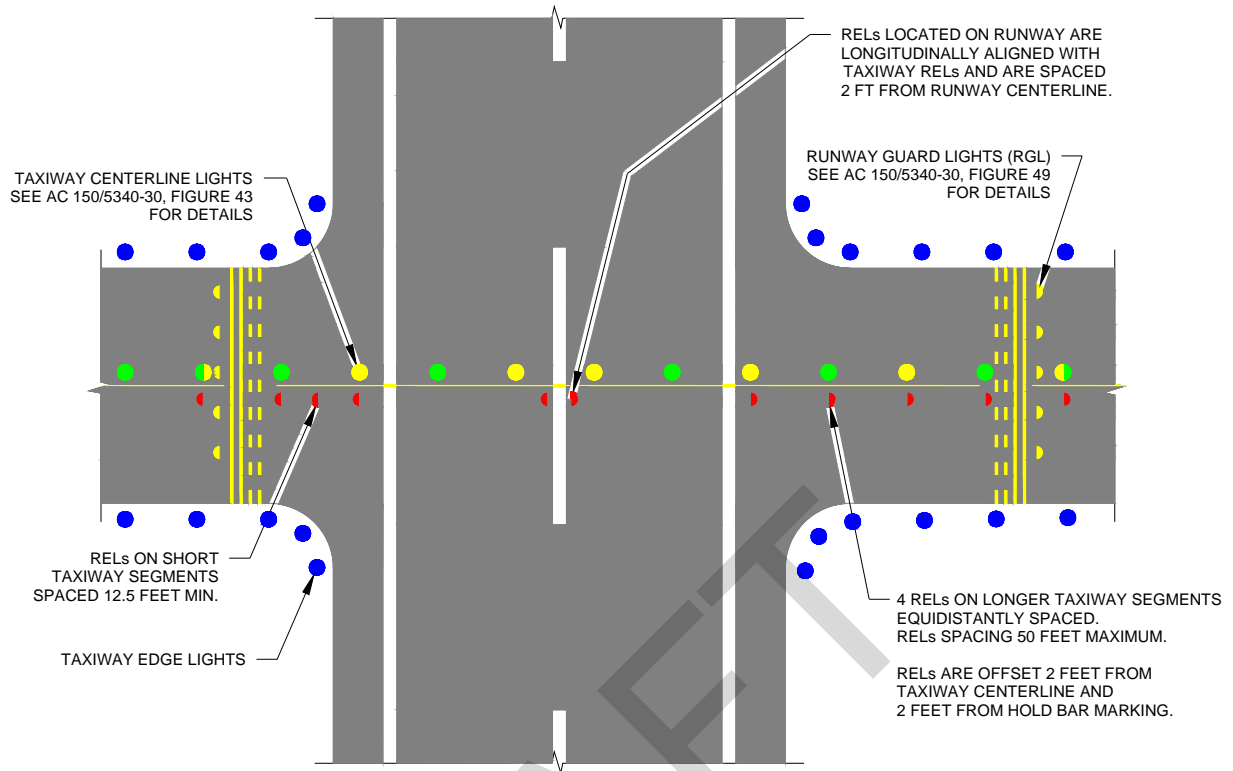 RELs LOCATED ON RUNWAY ARE
LONGITUDINALLY ALIGNED WITH
TAXIWAY RELs AND ARE SPACED
2 FT FROM RUNWAY CENTERLINE.
TAXIWAY CENTERLINE LIGHTS
SEE AC 150/5340-30, FIGURE 43
FOR DETAILS
RUNWAY GUARD LIGHTS (RGL)
SEE AC 150/5340-30, FIGURE 49
FOR DETAILS
RELs ON SHORT
TAXIWAY SEGMENTS
SPACED 12.5 FEET MIN.
TAXIWAY EDGE LIGHTS
4 RELs ON LONGER TAXIWAY SEGMENTS
EQUIDISTANTLY SPACED.
RELs SPACING 50 FEET MAXIMUM.
RELs ARE OFFSET 2 FEET FROM
TAXIWAY CENTERLINE AND
2 FEET FROM HOLD BAR MARKING.
FT